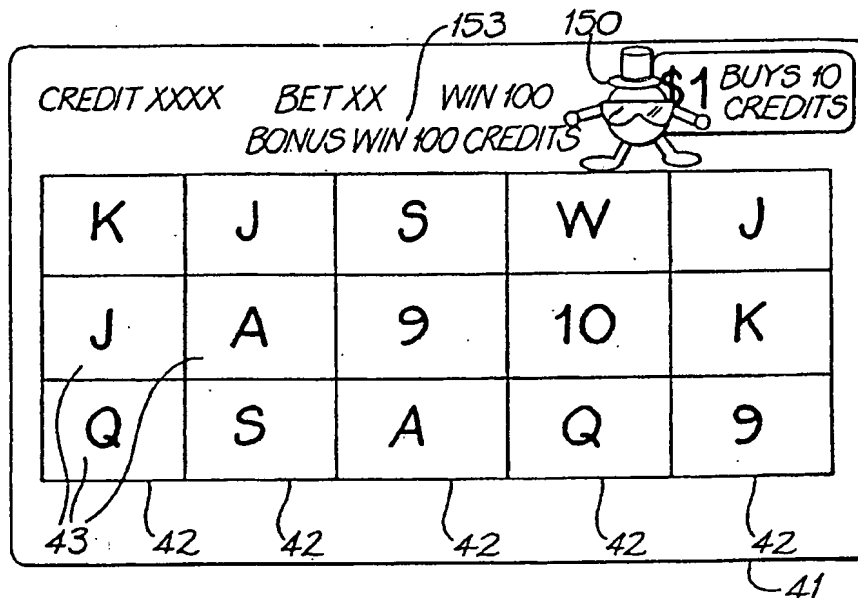 153 150
CREDIT XXXX BET XX WIN 100 $1 BUYS 10
BONUS WIN 100 CREDITS CREDITS
K J S W J
J A 9 10 K
Q S A Q 9
43 42 42 42 42 42
41